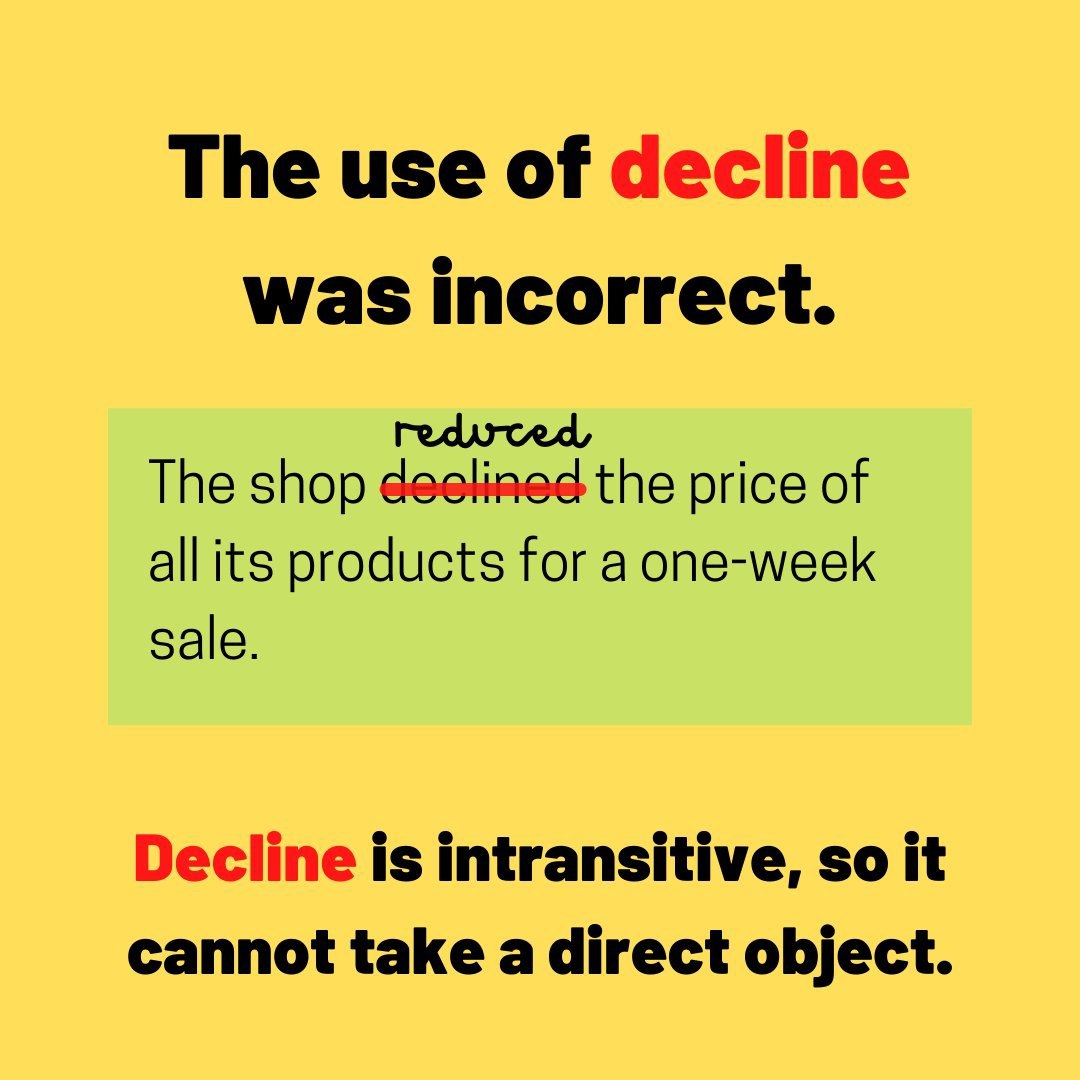 The use of decline
was incorrect.
reduced
The shop declined the price of
all its products for a one-week
sale.
Decline is intransitive, so it
cannot take a direct object.